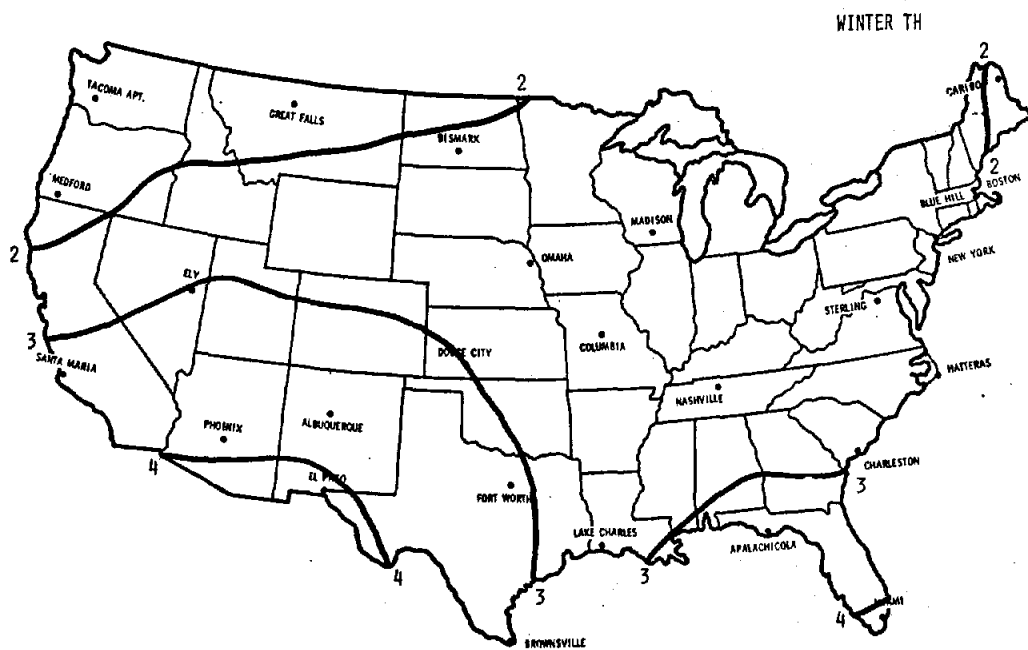 WINTER TH
2
2
CARIBOU
TACOMA APT.
GREAT FALLS
BISMARK
2
BOSTON
BLUE HILL
MEDFORD
MADISON
2
NEW YORK
OMAHA
ELY
STERLING
3
DODGE CITY
COLUMBIA
SANTA MARIA
HATTERAS
NASHVILLE
PHOENIX
ALBUQUERQUE
4
CHARLESTON
EL PASO
3
FORT WORTH
LAKE CHARLES
APALACHICOLA
4
3
3
MIAMI
4
BROWNSVILLE